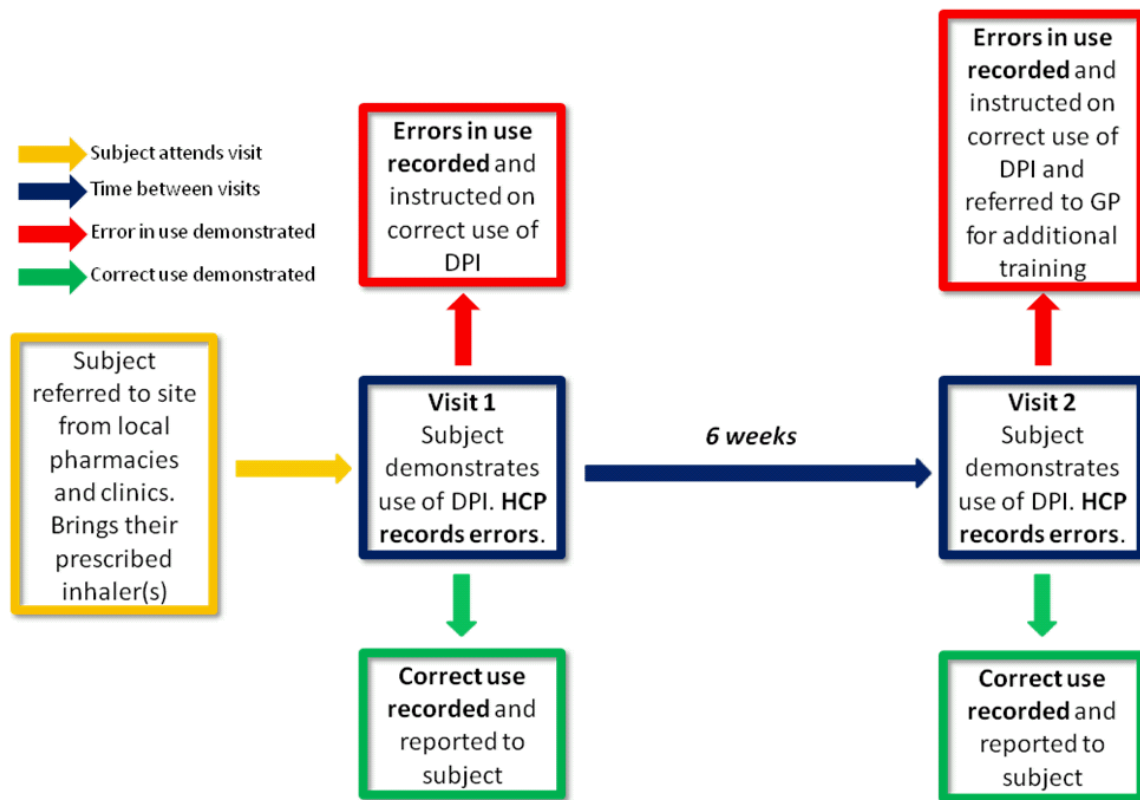 Subject attends visit
Time between visits
Error in use demonstrated
Correct use demonstrated
Subject
referred to site
from local
pharmacies
and clinics.
Brings their
prescribed
inhaler(s)
Errors in use
recorded and
instructed on
correct use of
DPI
Visit 1
Subject
demonstrates
use of DPI. HCP
records errors.
Correct use
recorded and
reported to
subject
6 weeks
Errors in use
recorded and
instructed on
correct use of
DPI and
referred to GP
for additional
training
Visit 2
Subject
demonstrates
use of DPI. HCP
records errors.
Correct use
recorded and
reported to
subject